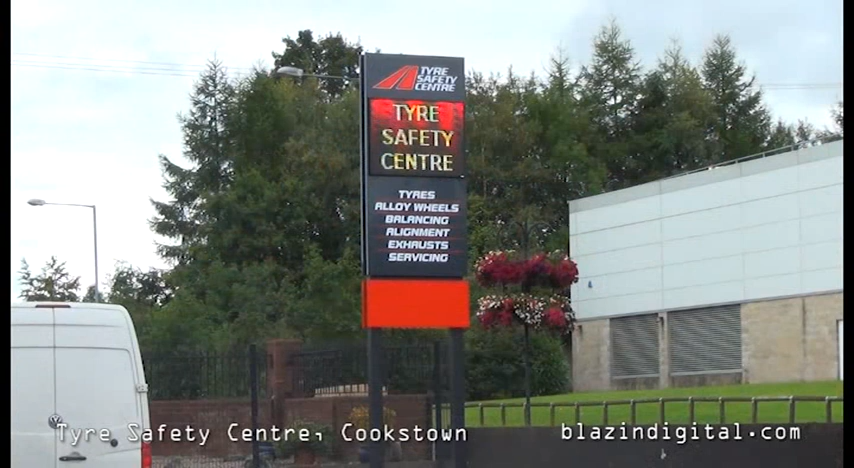 TYRE
SAFETY
CENTRE
TYRE
SAFETY
CENTRE
TYRES
ALLOY WHEELS
BALANCING
ALIGNMENT
EXHAUSTS
SERVICING
Tyre Safety Centre, Cookstown
blazindigital.com